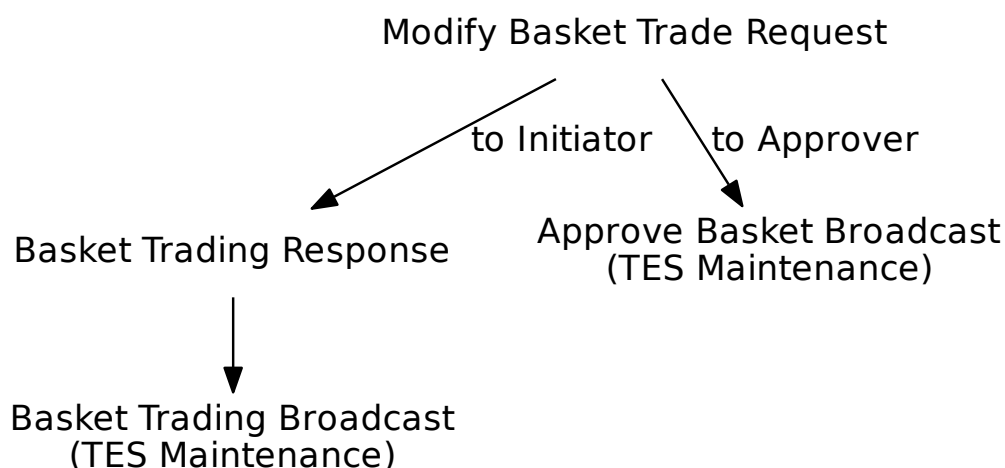 Modify Basket Trade Request
to Initiator
to Approver
Basket Trading Response
Approve Basket Broadcast
(TES Maintenance)
Basket Trading Broadcast
(TES Maintenance)